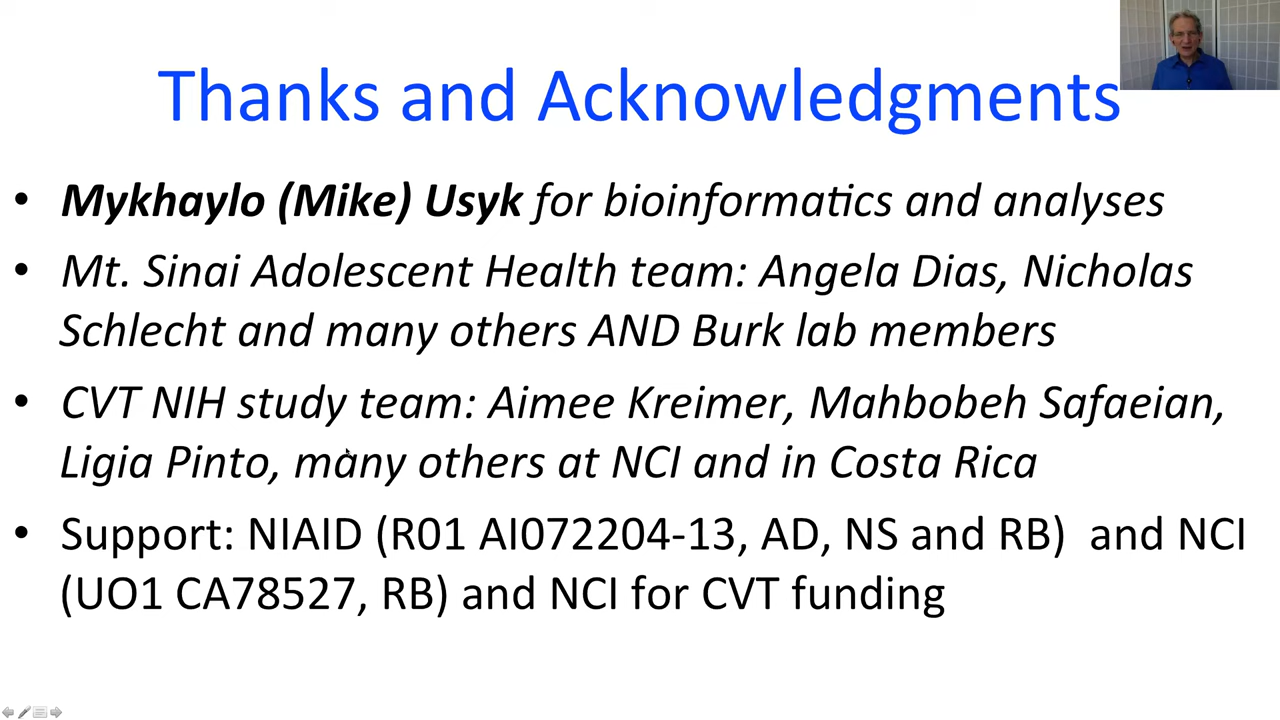 Thanks and Acknowledgments
• Mykhaylo (Mike) Usyk for bioinformatics and analyses
• Mt. Sinai Adolescent Health team: Angela Dias, Nicholas
Schlecht and many others AND Burk lab members
• CVT NIH study team: Aimee Kreimer, Mahbobeh Safaeian,
Ligia Pinto, many others at NCI and in Costa Rica
• Support: NIAID (R01 AI072204-13, AD, NS and RB) and NCI
(UO1 CA78527, RB) and NCI for CVT funding